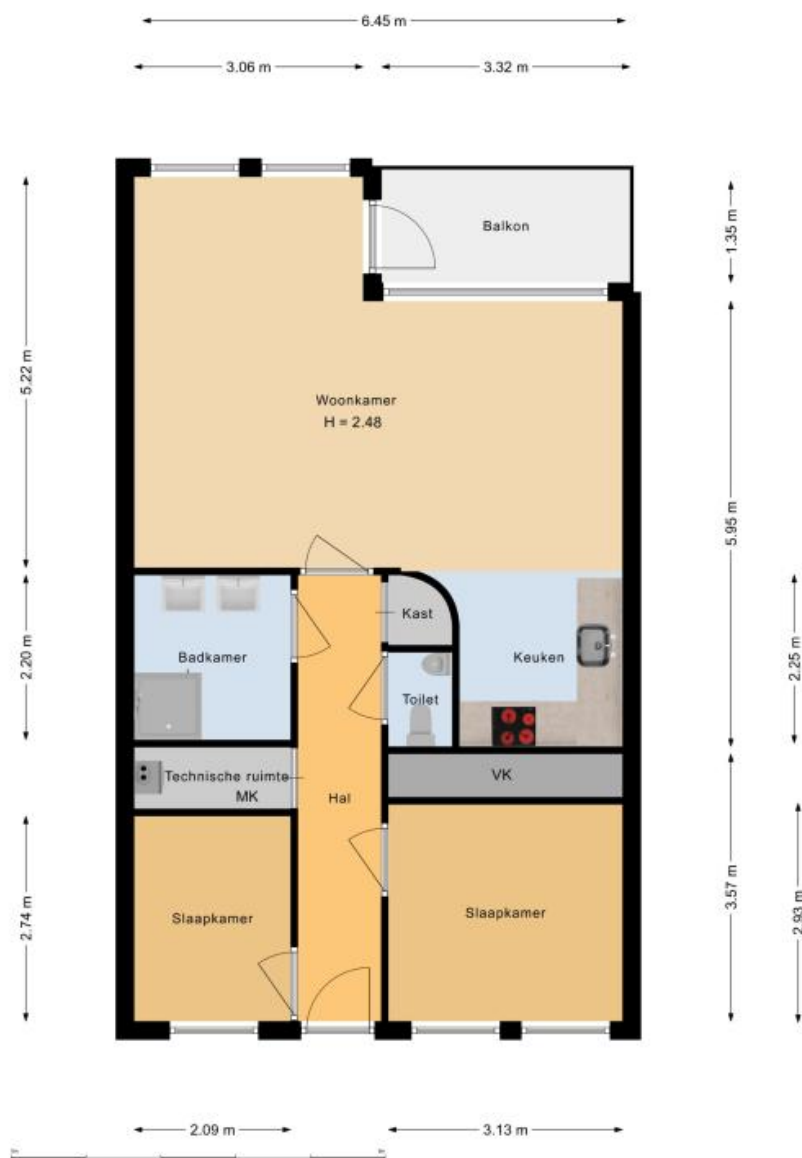 6.45 m
3.06 m
3.32 m
Balkon
1.35 m
5.22 m
Woonkamer
H = 2.48
5.95 m
Kast
Badkamer
Keuken
2.20 m
2.25 m
Toilet
Technische ruimte
MK
VK
Hal
Slaapkamer
Slaapkamer
2.74 m
3.57 m
2.93 m
2.09 m
3.13 m